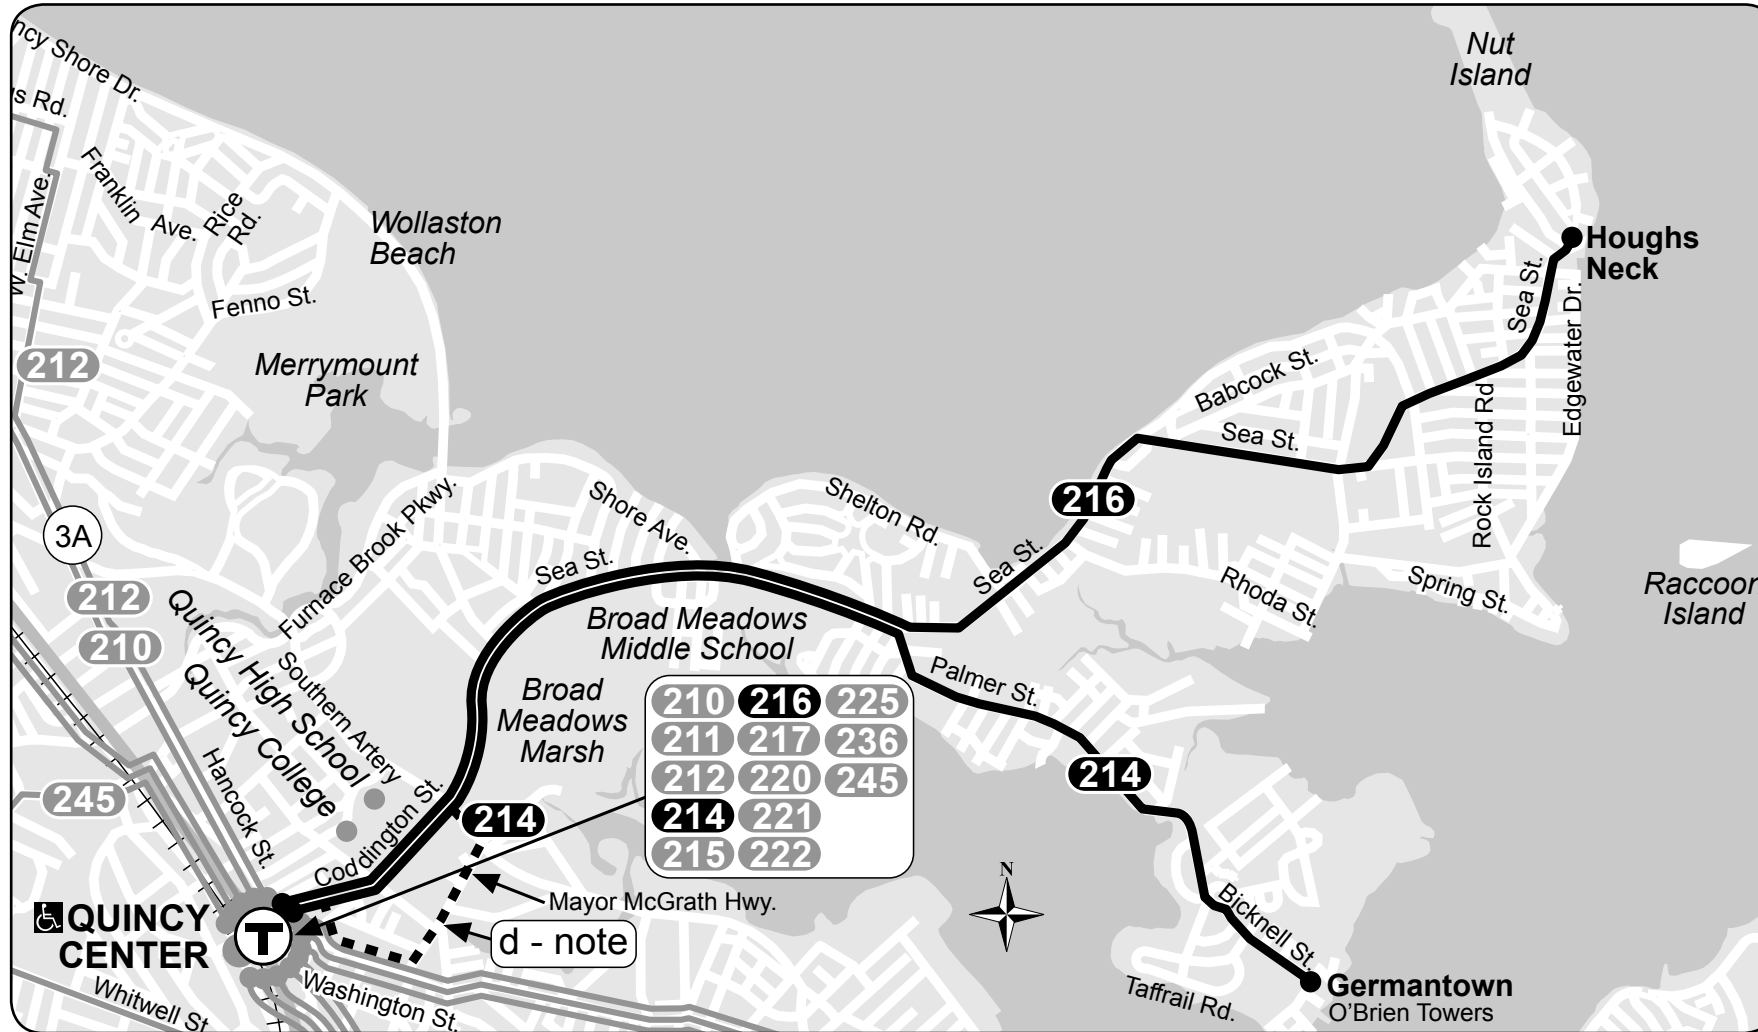 ncy Shore Dr.
s Rd.
Nut
Island
W. Elm Ave.
Franklin
Ave.
Rice
Rd.
Wollaston
Beach
Houghs
Neck
Fenno St.
Sea St.
Edgewater Dr.
212
Merrymount
Park
Babcock St.
Sea St.
Rock Island Rd
216
3A
Furnace Brook Pkwy.
Shore Ave.
Shelton Rd.
Sea St.
Sea St.
Rhoda St.
Spring St.
Raccoon
Island
212
210
Quincy High School
Quincy College
Southern Artery
Broad Meadows
Middle School
Broad
Meadows
Marsh
Palmer St.
210 216 225
211 217 236
212 220 245
214 221
215 222
214
245
Hancock St.
Coddington St.
214
N
Mayor McGrath Hwy.
d - note
QUINCY
CENTER
T
Bicknell St.
Whitwell St
Washington St.
Taffrail Rd.
Germantown
O'Brien Towers